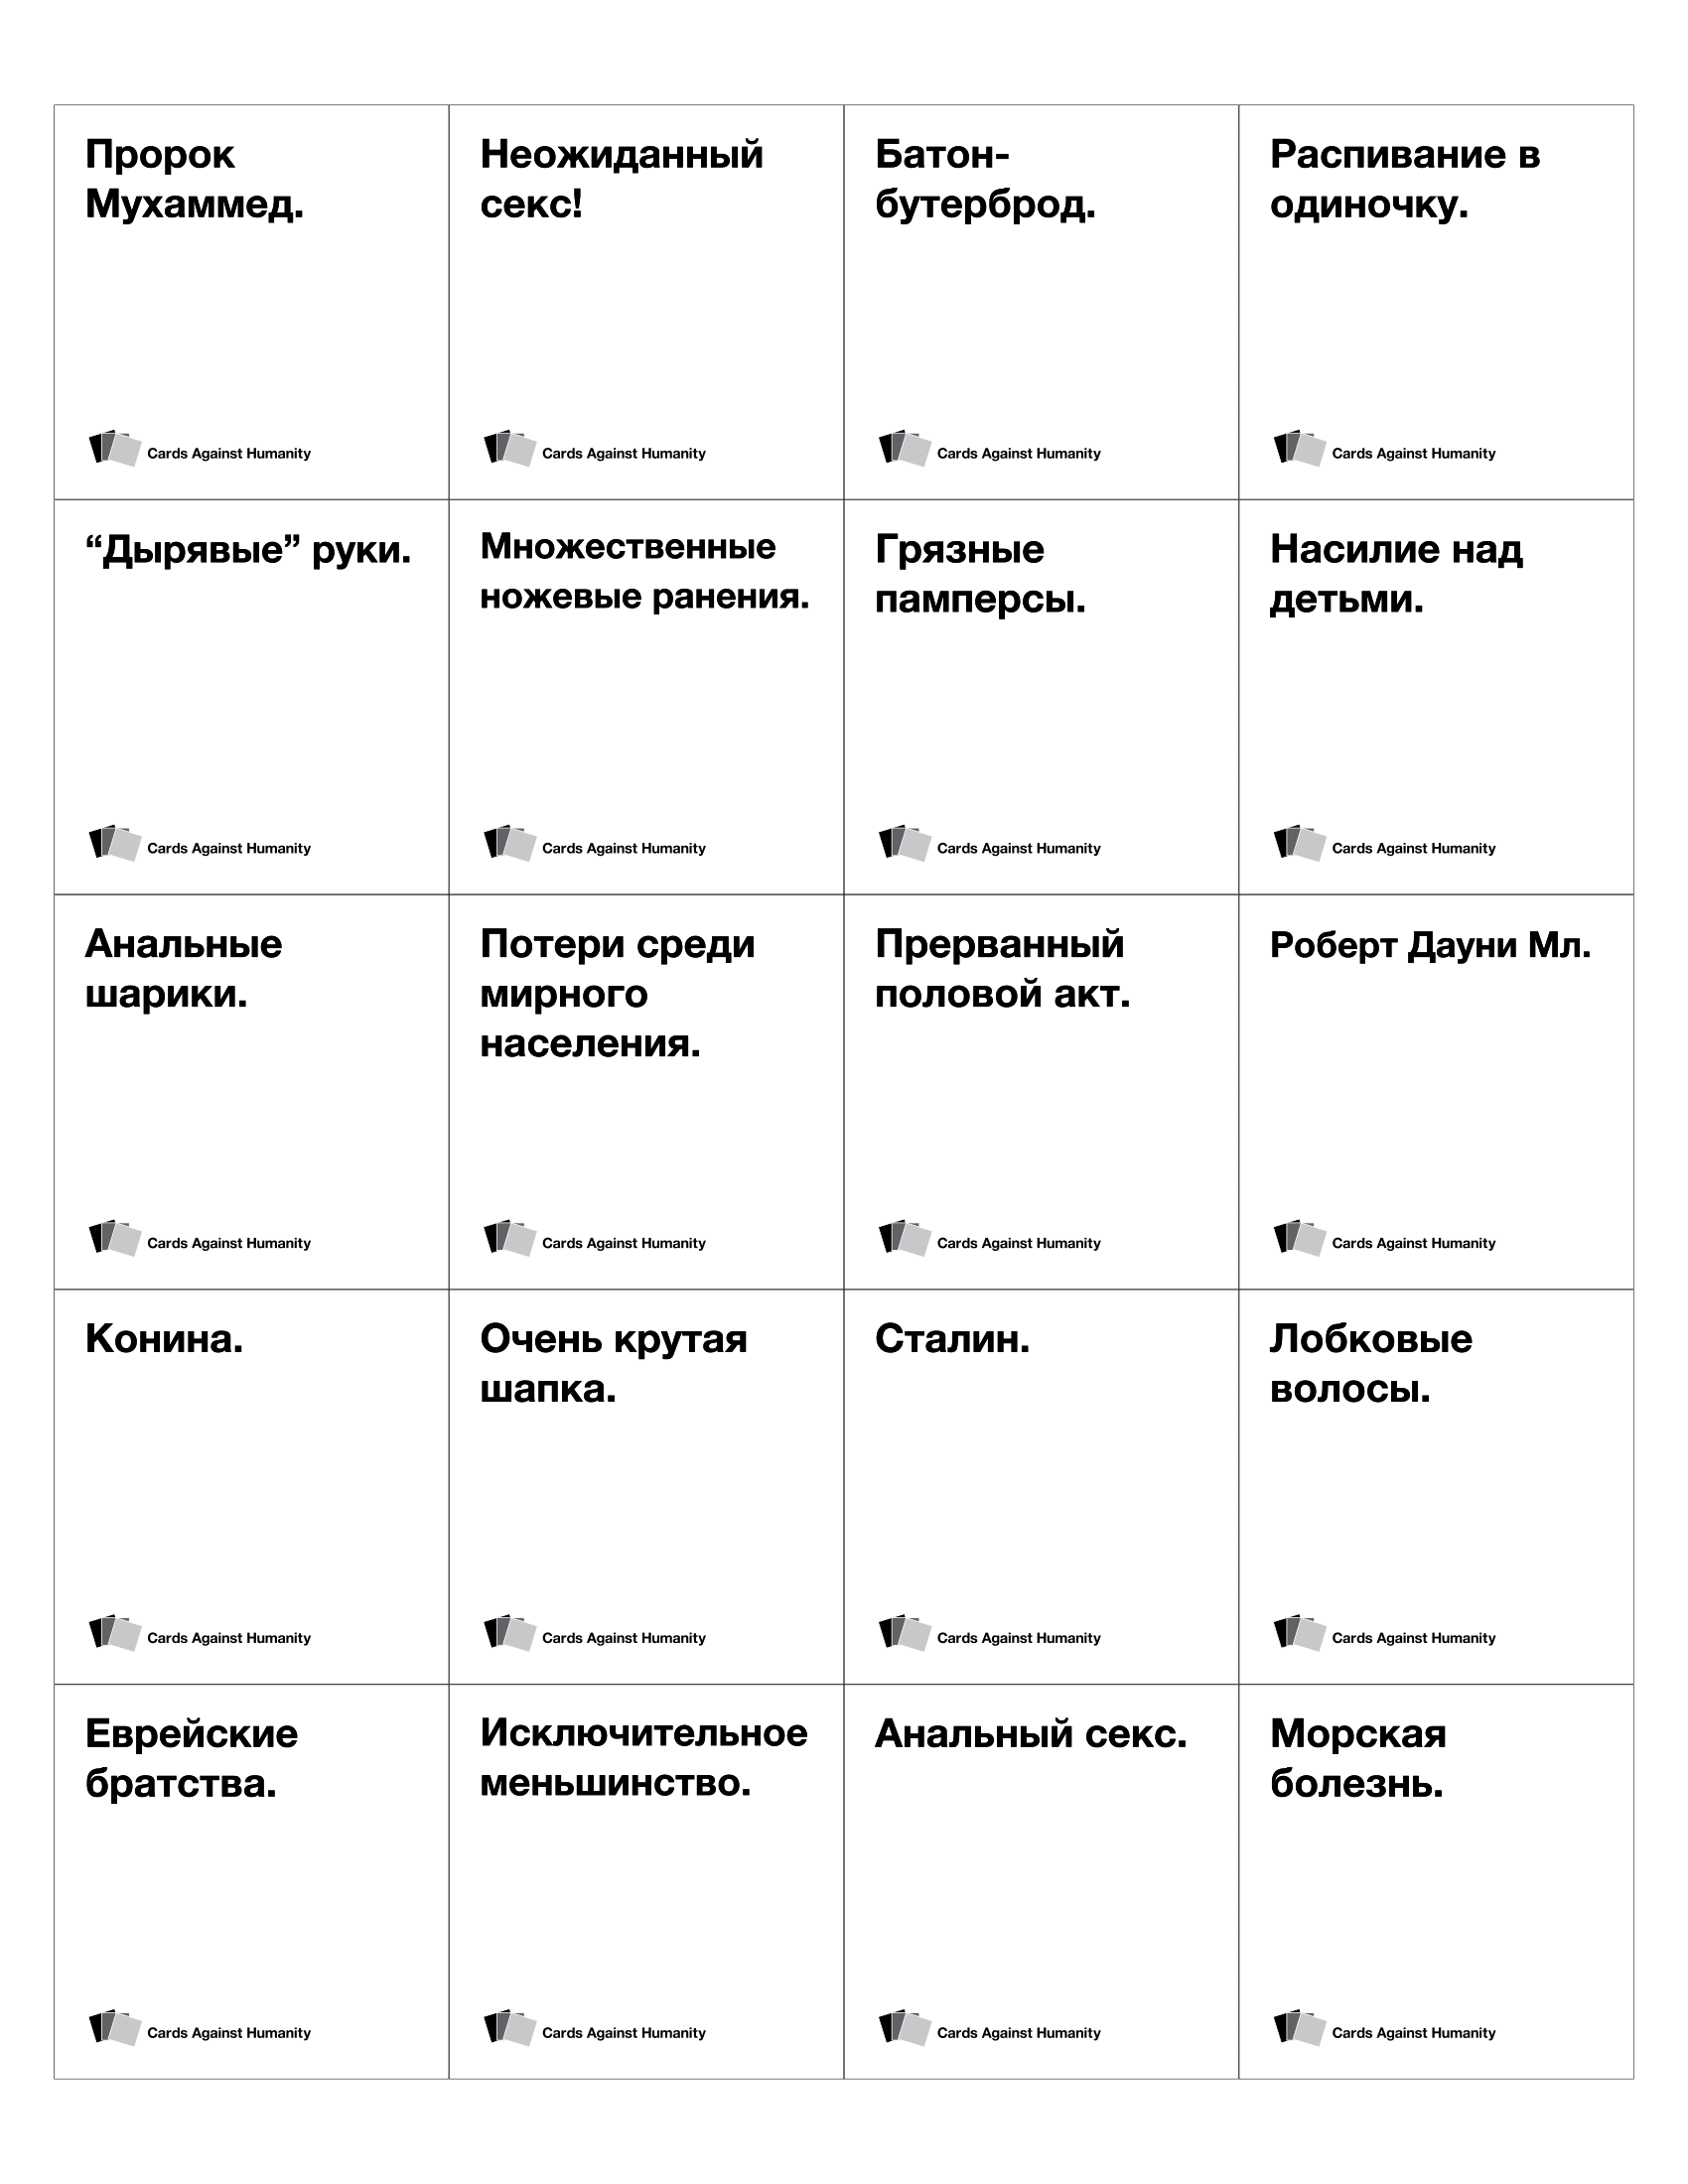 Пророк
Мухаммед.
Cards Against Humanity
Неожиданный
секс!
Cards Against Humanity
Батон-
бутерброд.
Cards Against Humanity
Распивание в
одиночку.
Cards Against Humanity
“Дырявые” руки.
Cards Against Humanity
Множественные
ножевые ранения.
Cards Against Humanity
Грязные
памперсы.
Cards Against Humanity
Насилие над
детьми.
Cards Against Humanity
Анальные
шарики.
Cards Against Humanity
Потери среди
мирного
населения.
Cards Against Humanity
Прерванный
половой акт.
Cards Against Humanity
Роберт Дауни Мл.
Cards Against Humanity
Конина.
Cards Against Humanity
Очень крутая
шапка.
Cards Against Humanity
Сталин.
Cards Against Humanity
Лобковые
волосы.
Cards Against Humanity
Еврейские
братства.
Cards Against Humanity
Исключительное
меньшинство.
Cards Against Humanity
Анальный секс.
Cards Against Humanity
Морская
болезнь.
Cards Against Humanity